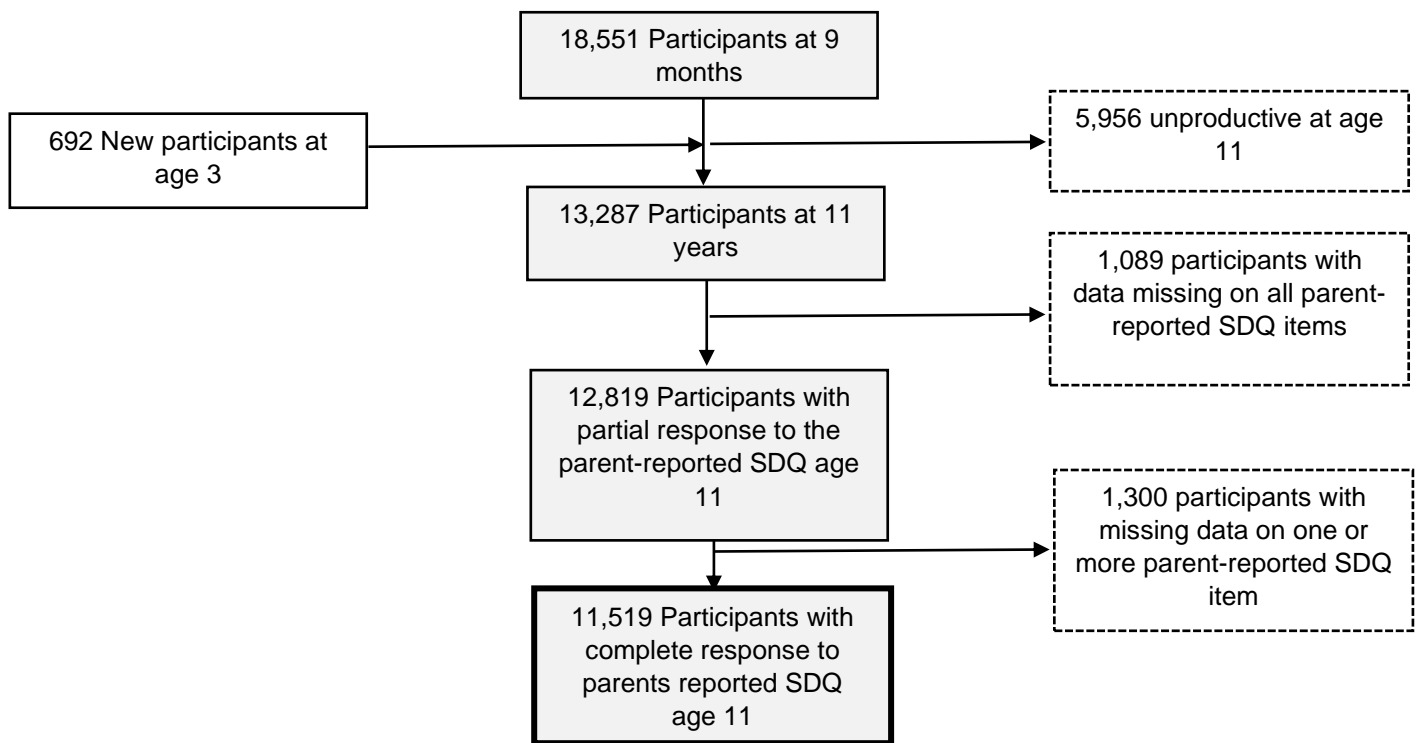 18,551 Participants at 9
months
692 New participants at
age 3
5,956 unproductive at age
11
13,287 Participants at 11
years
1,089 participants with
data missing on all parent-
reported SDQ items
12,819 Participants with
partial response to the
parent-reported SDQ age
11
1,300 participants with
missing data on one or
more parent-reported SDQ
item
11,519 Participants with
complete response to
parents reported SDQ
age 11